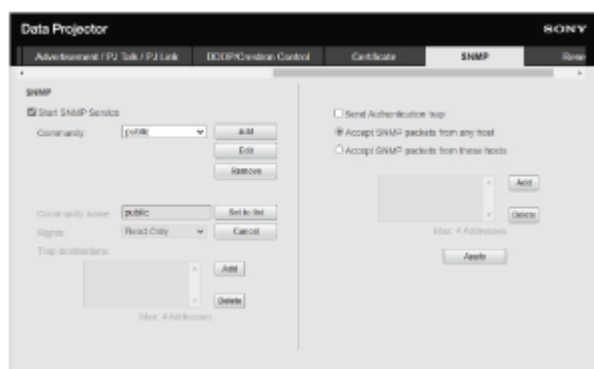 Data Projector
SONY
Advertisement / PJ Talk / PJ Link
DDDP/Crestron Control
Certificate
SNMP
Rese
SNMP
Start SNMP Service
Community:
public
Add
Edit
Remove
Community name
public
Set to list
Rights:
Read Only
Cancel
Trap destinations
Add
Delete
Max. 4 Addresses
Send Authentication trap
Accept SNMP packets from any host
Accept SNMP packets from these hosts
Add
Delete
Max. 4 Addresses
Apply